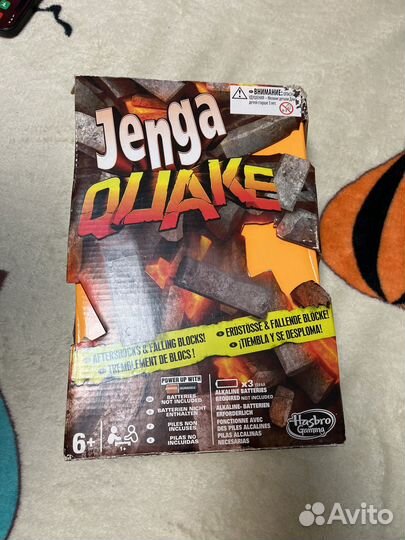 ВНИМАНИЕ:
Jenga
QUAKE
AFTERSHOCKS & FALLING BLOCKS!
TREMBLEMENT DE BLOCS !
ERDSTÖSSE & FALLENDE BLÖCKE!
¡TIEMBLA Y SE DESPLOMA!
POWER UP WITH
BATTERIES
NOT INCLUDED
BATTERIEN NICHT
ENTHALTEN
PILES NON
INCLUSES
PILAS NO
INCLUIDAS
x3
ALKALINE BATTERIES
REQUIRED NOT INCLUDED
ALKALINE-BATTERIEN
ERFORDERLICH
FONCTIONNE AVEC
DES PILES ALCALINES
PILAS ALCALINAS
NECESARIAS
6+
1+
Hasbro
Gaming
Avito